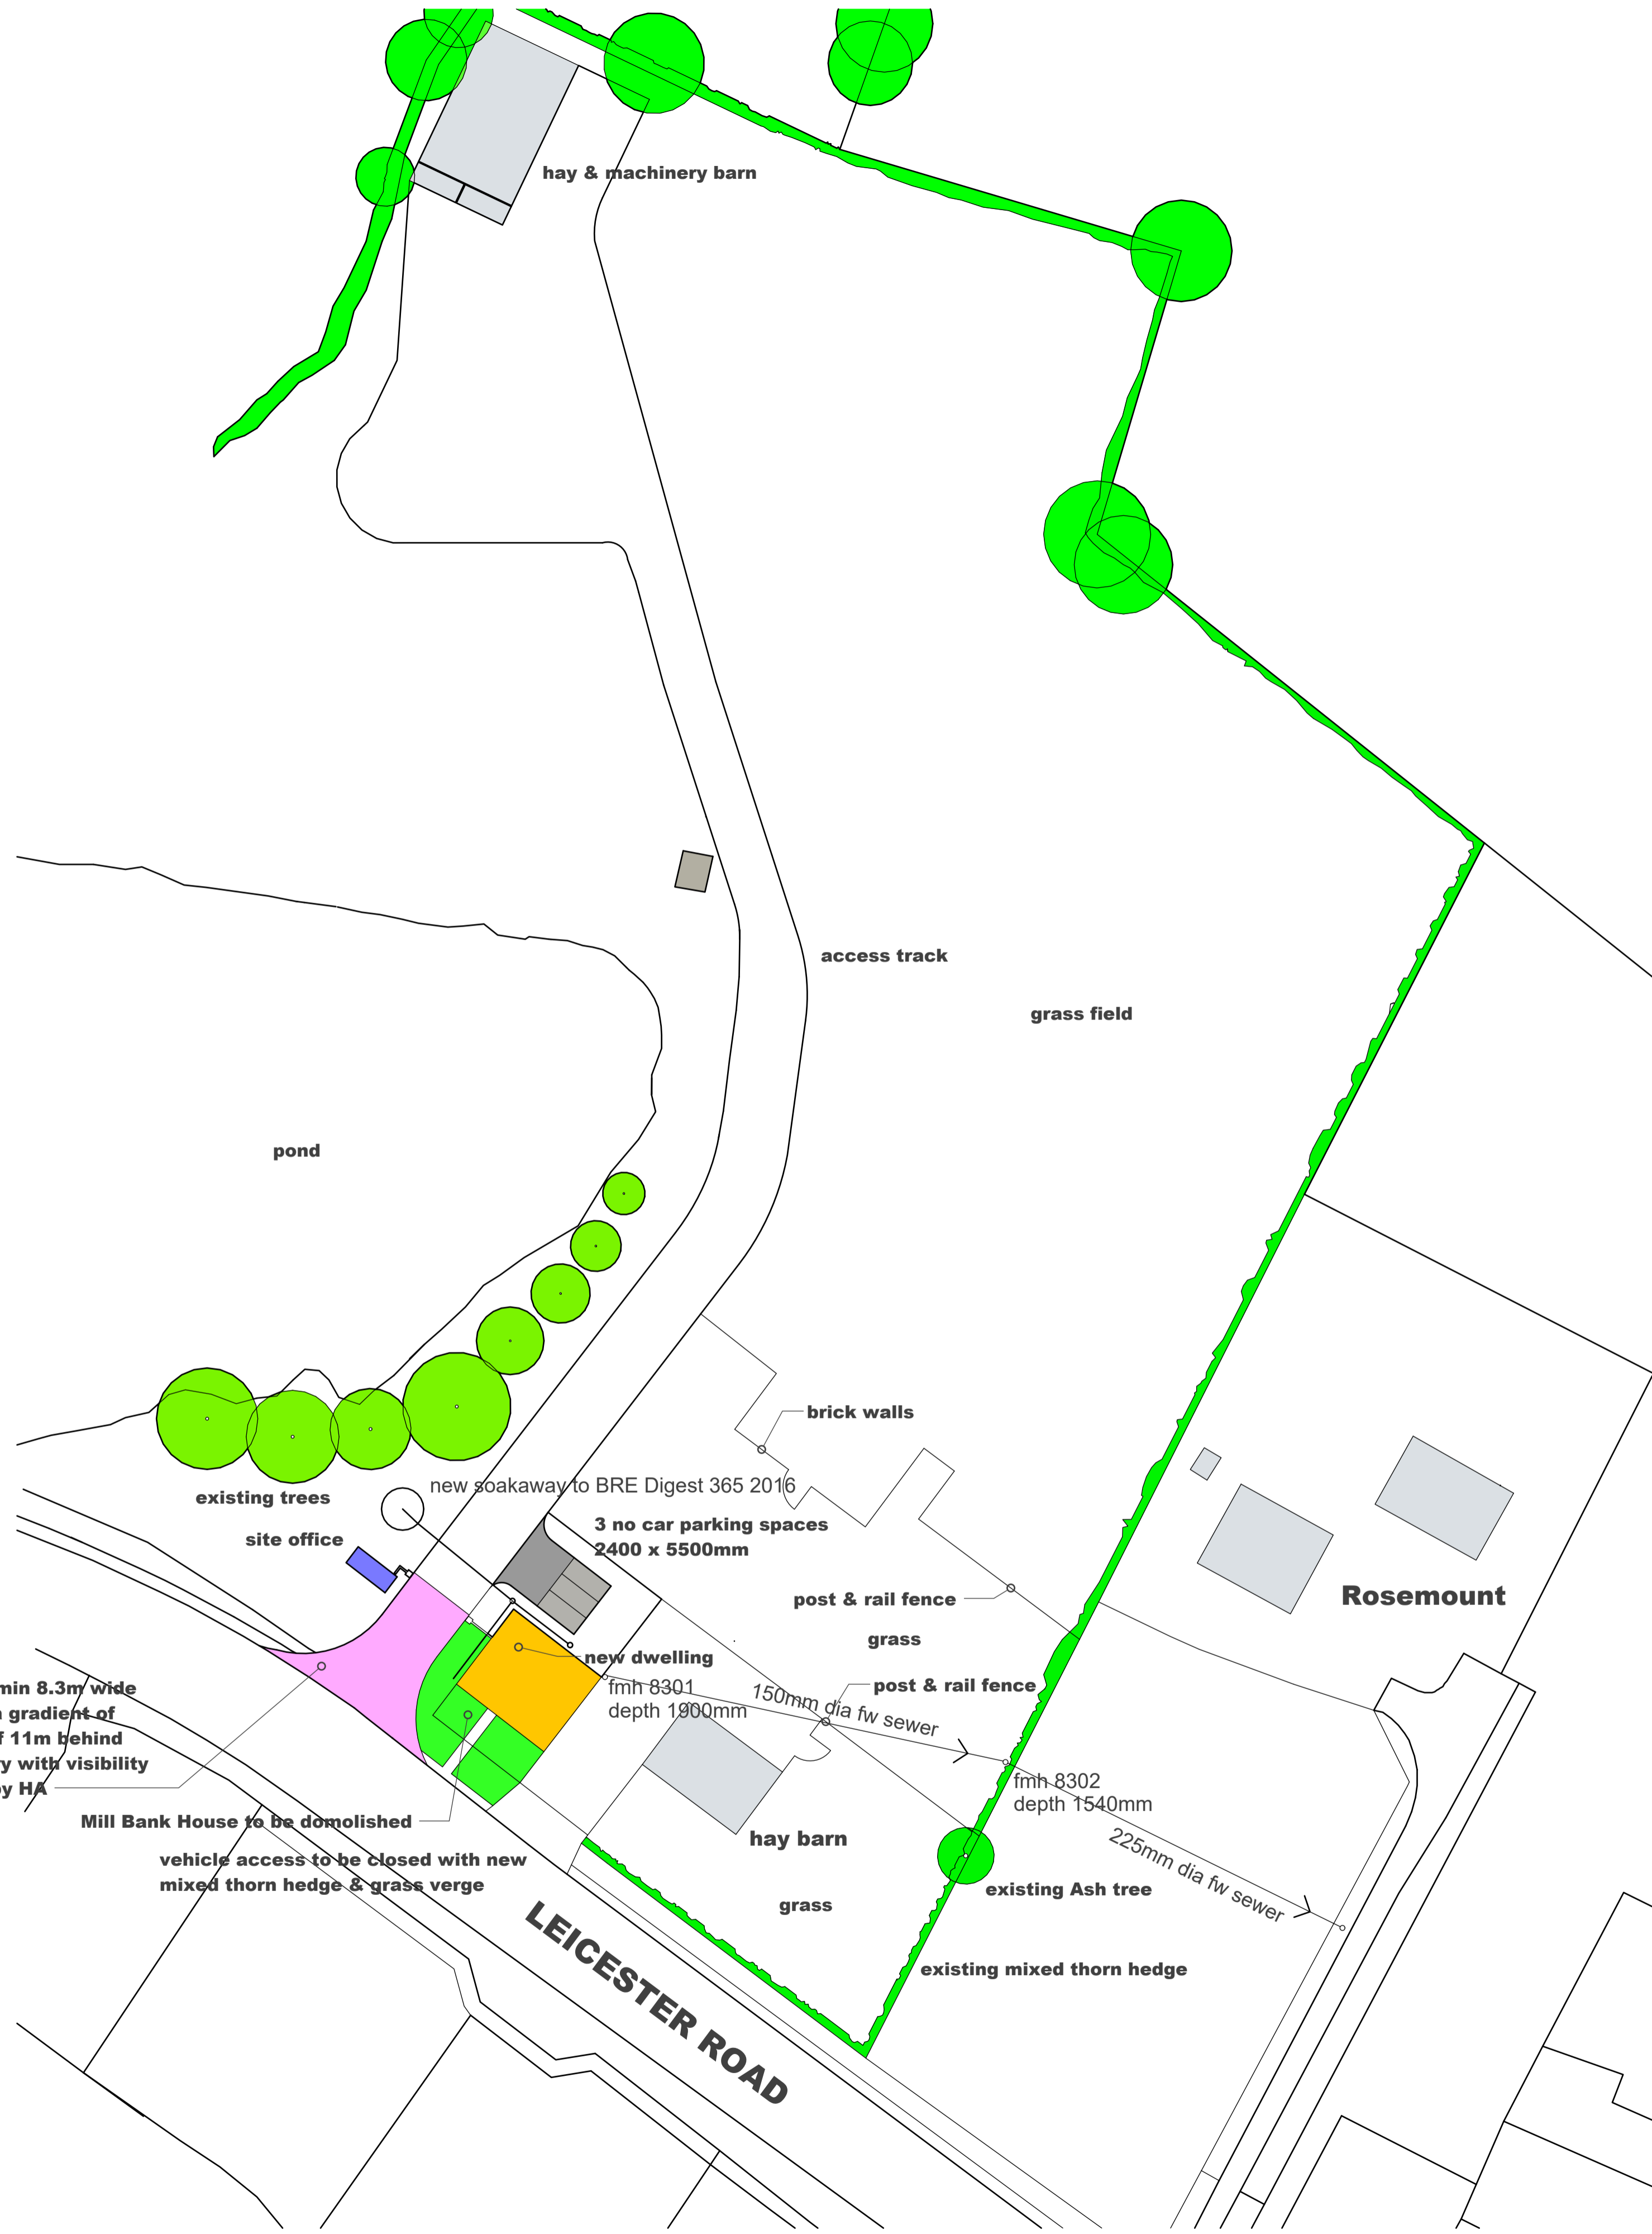 hay & machinery barn
access track
grass field
pond
brick walls
new soakaway to BRE Digest 365 2016
existing trees
3 no car parking spaces
2400 x 5500mm
site office
post & rail fence
Rosemount
grass
new dwelling
post & rail fence
fmh 8301
depth 1900mm
150mm dia fw sewer
min 8.3m wide
gradient of
11m behind
with visibility
by HA
fmh 8302
depth 1540mm
Mill Bank House to be domolished
hay barn
225mm dia fw sewer
vehicle access to be closed with new
mixed thorn hedge & grass verge
existing Ash tree
grass
LEICESTER ROAD
existing mixed thorn hedge